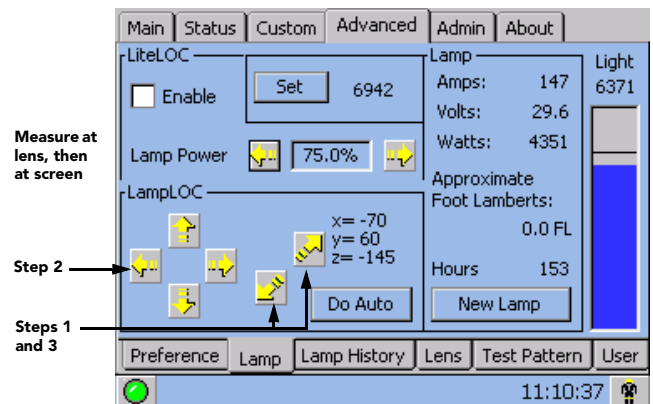 Main Status Custom Advanced Admin About
LiteLOC
Enable
Set 6942
Measure at
lens, then
at screen
Lamp Power 75.0%
LampLOC
x= -70
y= 60
z= -145
Step 2
Do Auto
Steps 1
and 3
Lamp
Amps: 147
Volts: 29.6
Watts: 4351
Approximate
Foot Lamberts:
0.0 FL
Hours 153
New Lamp
Light
6371
Preference Lamp Lamp History Lens Test Pattern User
11:10:37